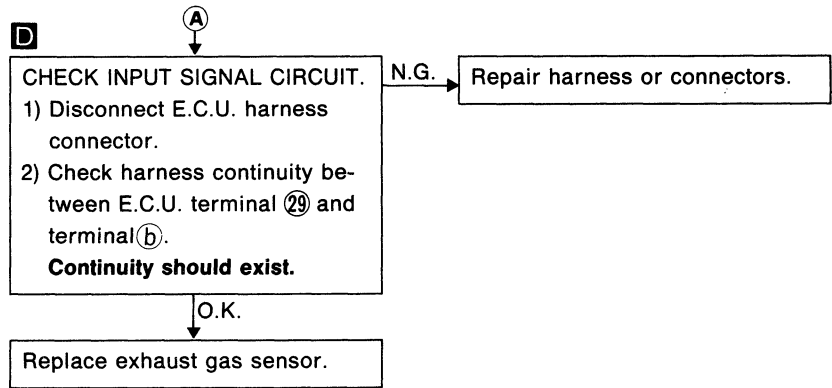 A
D
CHECK INPUT SIGNAL CIRCUIT.
1) Disconnect E.C.U. harness
connector.
2) Check harness continuity be-
tween E.C.U. terminal 29 and
terminal b.
Continuity should exist.
N.G.
Repair harness or connectors.
O.K.
Replace exhaust gas sensor.